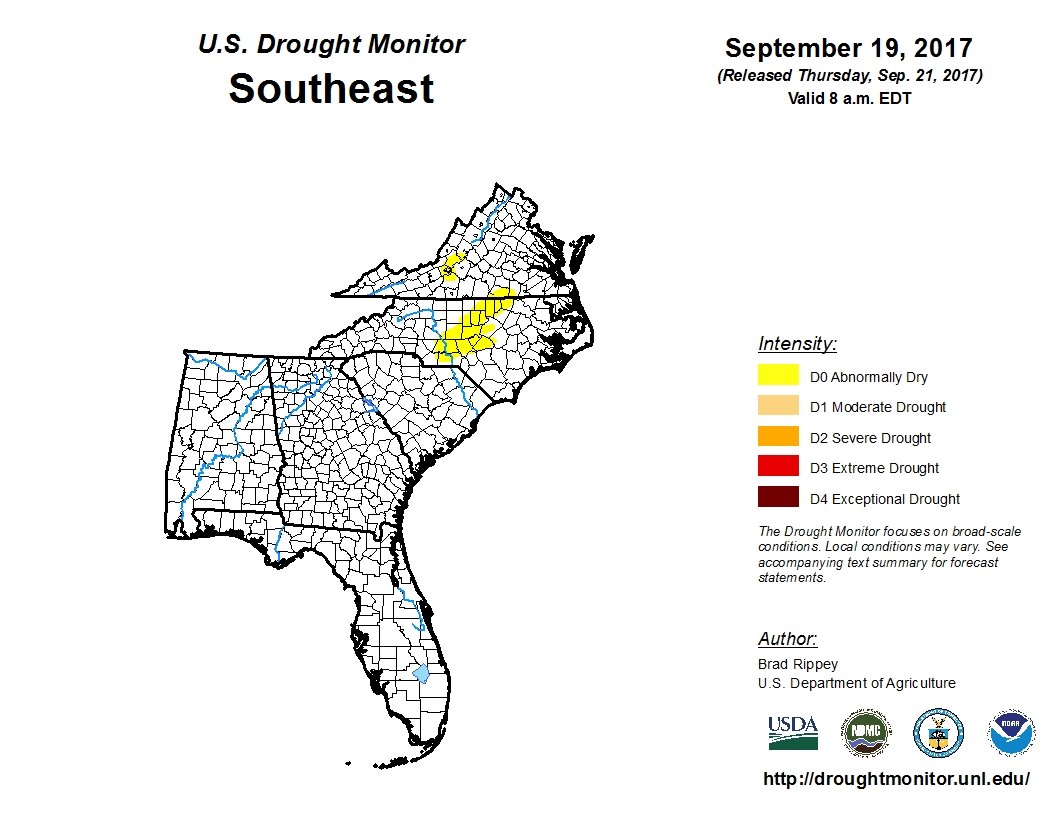 U.S. Drought Monitor
Southeast
September 19, 2017
(Released Thursday, Sep. 21, 2017)
Valid 8 a.m. EDT
Intensity:
D0 Abnormally Dry
D1 Moderate Drought
D2 Severe Drought
D3 Extreme Drought
D4 Exceptional Drought
The Drought Monitor focuses on broad-scale
conditions. Local conditions may vary. See
accompanying text summary for forecast
statements.
Author:
Brad Rippey
U.S. Department of Agriculture
USDA
NDMC
NOAA
http://droughtmonitor.unl.edu/